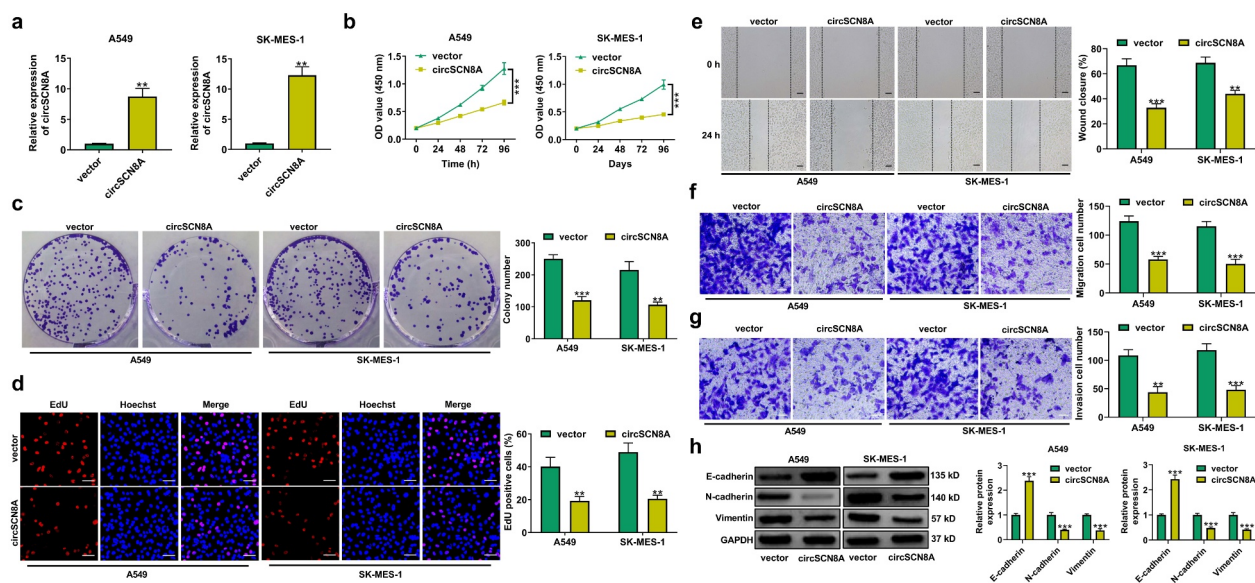 a
A549
SK-MES-1
Relative expression
of circSCN8A
15
10
5
0
**
vector
circSCN8A
Relative expression
of circSCN8A
15
10
5
0
**
vector
circSCN8A
b
A549
SK-MES-1
vector
circSCN8A
OD value (450 nm)
1.5
1.0
0.5
0.0
***
0 24 48 72 96
Time (h)
vector
circSCN8A
OD value (450 nm)
1.5
1.0
0.5
0.0
***
0 24 48 72 96
Days
c
vector circSCN8A vector circSCN8A
A549 SK-MES-1
vector circSCN8A
Colony number
300
200
100
0
*** **
A549 SK-MES-1
d
EdU Hoechst Merge EdU Hoechst Merge
vector
circSCN8A
A549 SK-MES-1
vector circSCN8A
EdU positive cells (%)
60
40
20
0
** **
A549 SK-MES-1
e
vector circSCN8A vector circSCN8A
0 h
24 h
A549 SK-MES-1
vector circSCN8A
Wound closure (%)
100
80
60
40
20
0
*** **
A549 SK-MES-1
f
vector circSCN8A vector circSCN8A
A549 SK-MES-1
vector circSCN8A
Migration cell number
150
100
50
0
*** ***
A549 SK-MES-1
g
vector circSCN8A vector circSCN8A
A549 SK-MES-1
vector circSCN8A
Invasion cell number
150
100
50
0
** ***
A549 SK-MES-1
h
A549 SK-MES-1
E-cadherin 135 kD
N-cadherin 140 kD
Vimentin 57 kD
GAPDH 37 kD
vector circSCN8A vector circSCN8A
A549
vector
circSCN8A
Relative protein
expression
3
2
1
0
*** *** ***
E-cadherin N-cadherin Vimentin
SK-MES-1
vector
circSCN8A
Relative protein
expression
3
2
1
0
*** *** ***
E-cadherin N-cadherin Vimentin